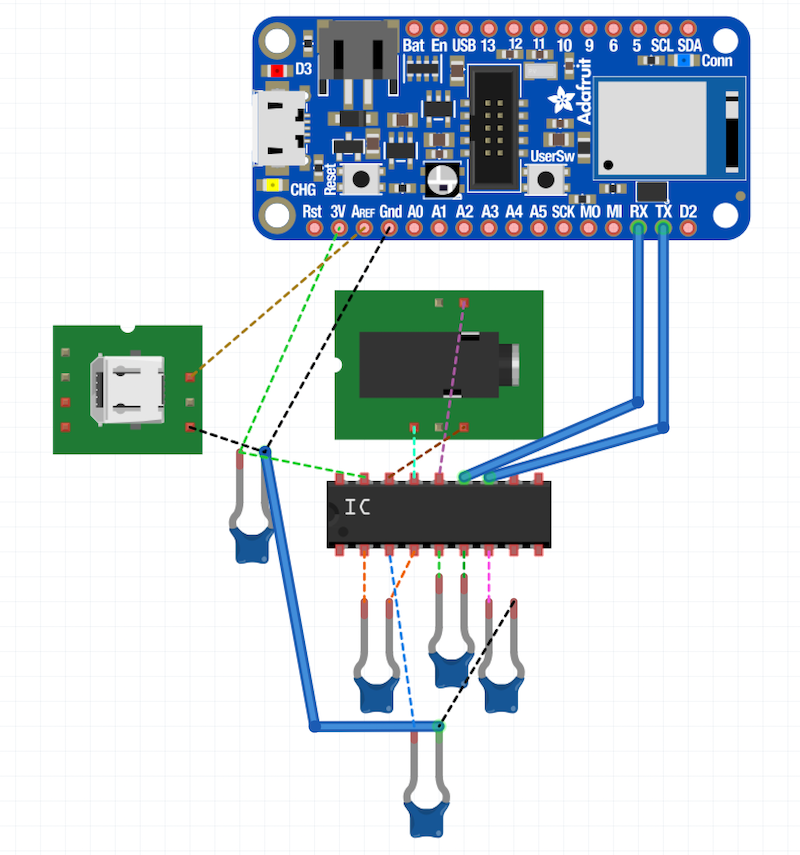 Bat En USB 13 12 11 10 9 6 5 SCL SDA
D3
Conn
Adafruit
UserSw
Reset
CHG
Rst 3V AREF Gnd A0 A1 A2 A3 A4 A5 SCK MO MI RX TX D2
IC